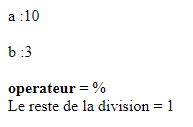 a :10
b :3
operateur = %
Le reste de la division = 1